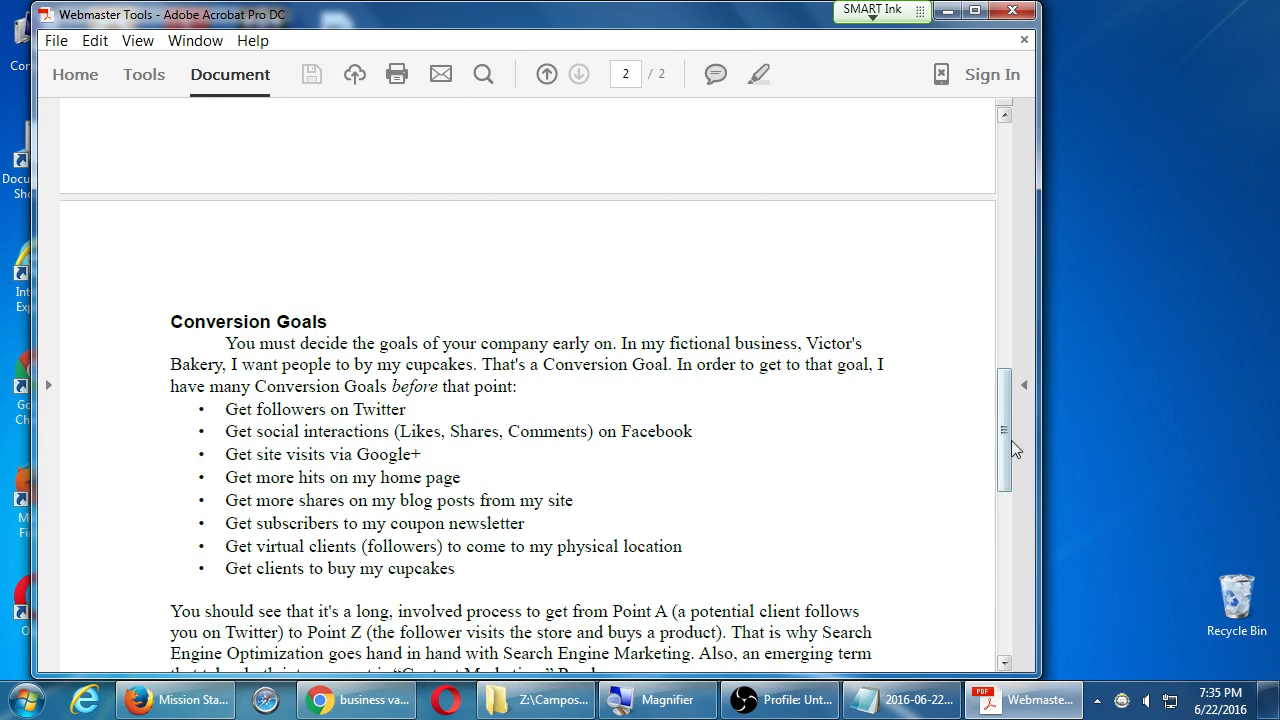 Webmaster Tools - Adobe Acrobat Pro DC
SMART Ink
File Edit View Window Help
Home Tools Document 2 / 2 Sign In
Conversion Goals
You must decide the goals of your company early on. In my fictional business, Victor's
Bakery, I want people to by my cupcakes. That's a Conversion Goal. In order to get to that goal, I
have many Conversion Goals before that point:
• Get followers on Twitter
• Get social interactions (Likes, Shares, Comments) on Facebook
• Get site visits via Google+
• Get more hits on my home page
• Get more shares on my blog posts from my site
• Get subscribers to my coupon newsletter
• Get virtual clients (followers) to come to my physical location
• Get clients to buy my cupcakes
You should see that it's a long, involved process to get from Point A (a potential client follows
you on Twitter) to Point Z (the follower visits the store and buys a product). That is why Search
Engine Optimization goes hand in hand with Search Engine Marketing. Also, an emerging term
Recycle Bin
Mission Sta...
business va...
Z:\Campos...
Magnifier
Profile: Unt...
2016-06-22...
PDF
Webmaste...
7:35 PM
6/22/2016